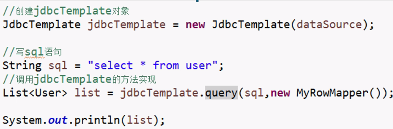 //创建jdbcTemplate对象
JdbcTemplate jdbcTemplate = new JdbcTemplate(dataSource);
//写sql语句
String sql = "select * from user";
//调用jdbcTemplate的方法实现
List<User> list = jdbcTemplate.query(sql,new MyRowMapper());
System.out.println(list);